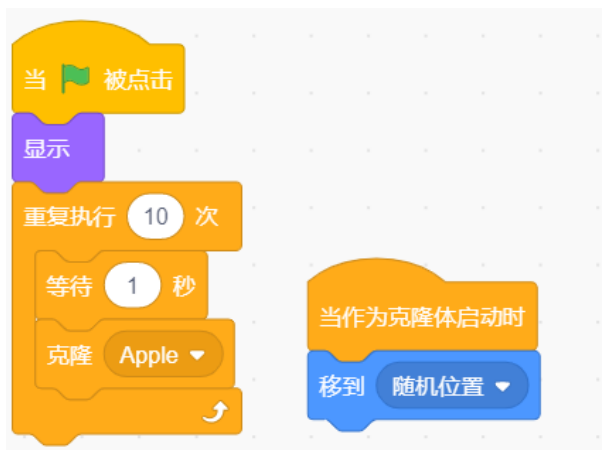 当 被点击
显示
重复执行 10 次
等待 1 秒
克隆 Apple
当作为克隆体启动时
移到 随机位置